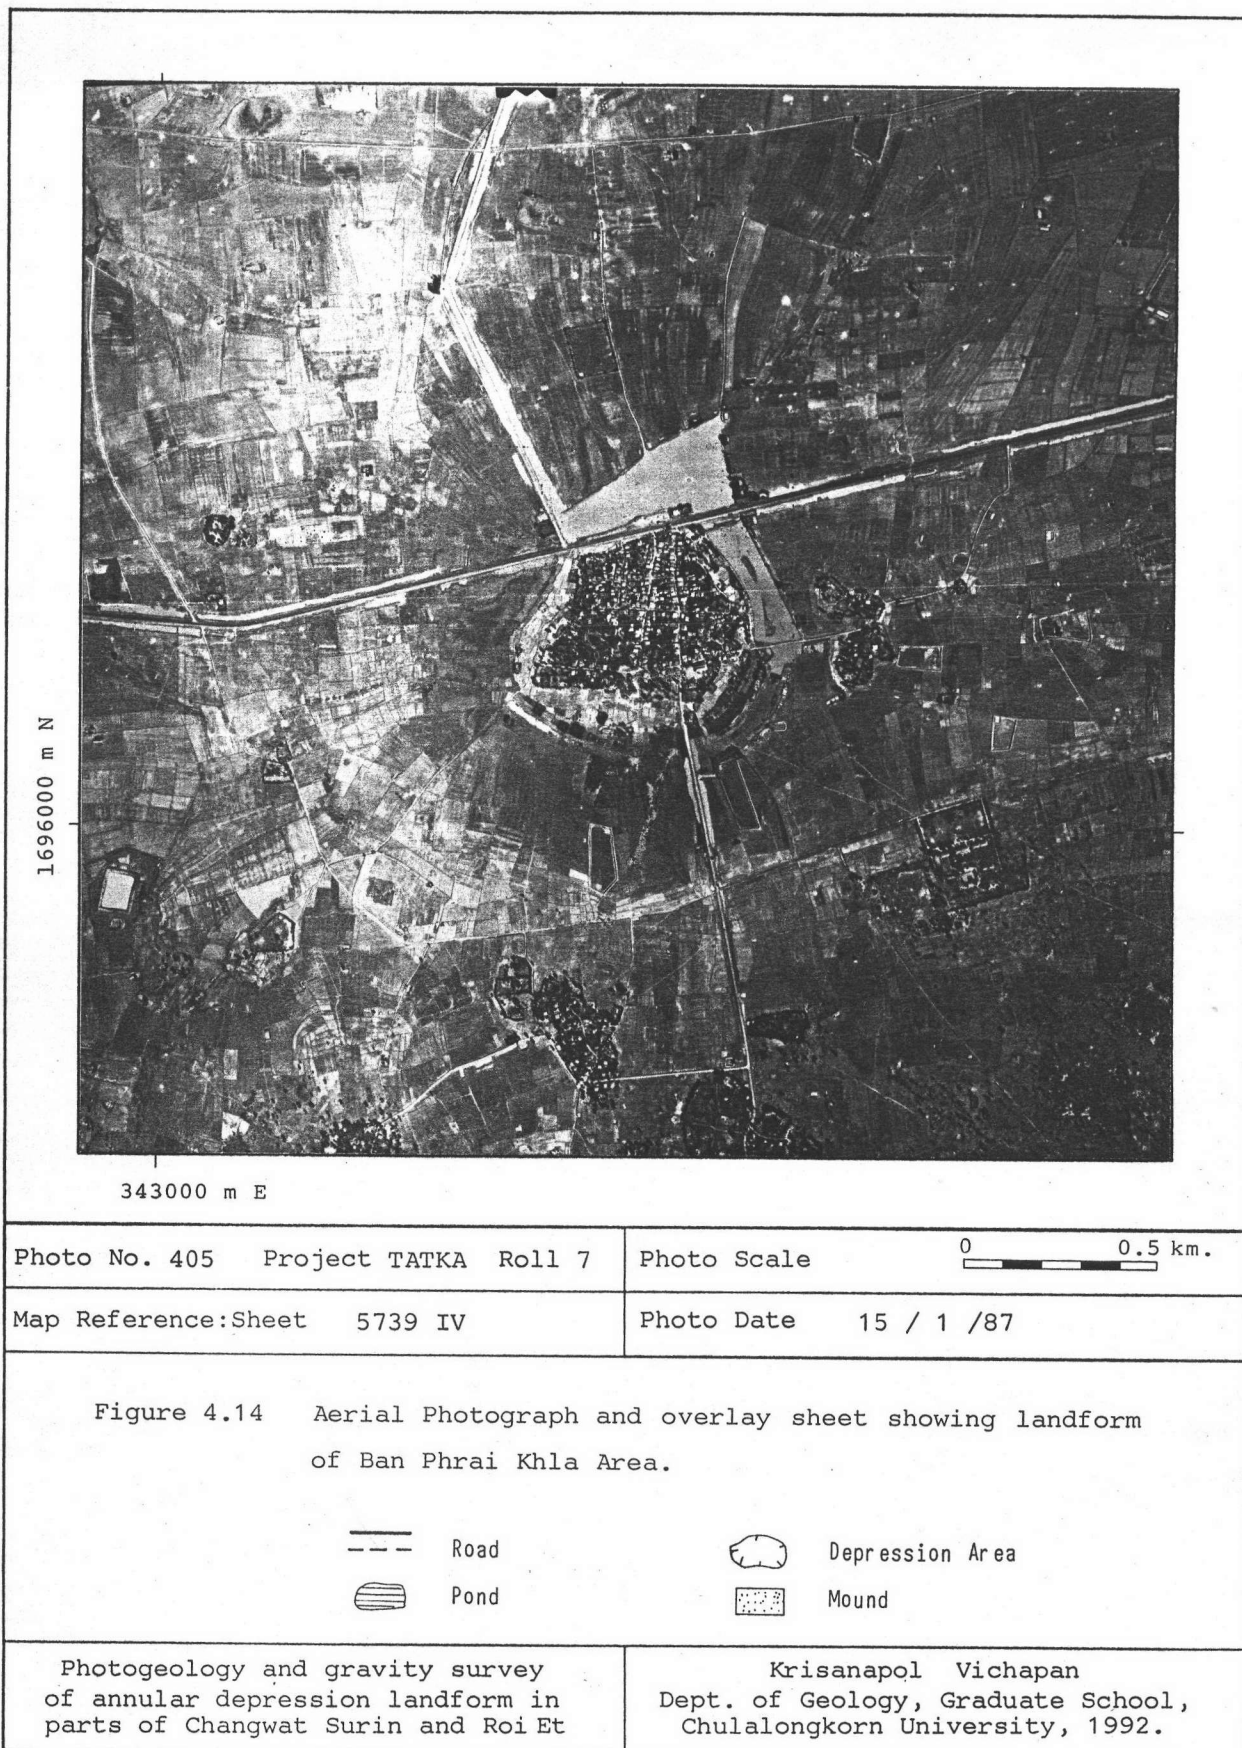 1696000 m N
343000 m E
Photo No. 405 Project TATKA Roll 7
Photo Scale
0 0.5 km.
Map Reference:Sheet 5739 IV
Photo Date 15 / 1 /87
Figure 4.14 Aerial Photograph and overlay sheet showing landform
of Ban Phrai Khla Area.
Road
Depression Area
Pond
Mound
Photogeology and gravity survey
of annular depression landform in
parts of Changwat Surin and Roi Et
Krisanapol Vichapan
Dept. of Geology, Graduate School,
Chulalongkorn University, 1992.